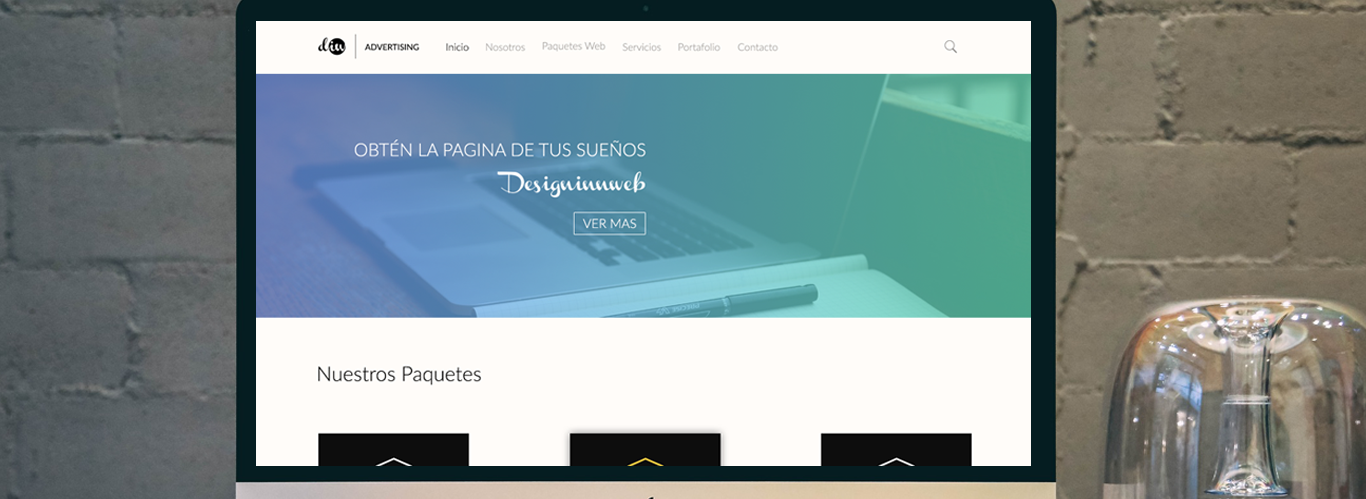 diw ADVERTISING Inicio Nosotros Paquetes Web Servicios Portafolio Contacto
OBTÉN LA PAGINA DE TUS SUEÑOS
Designinnweb
VER MAS
Nuestros Paquetes